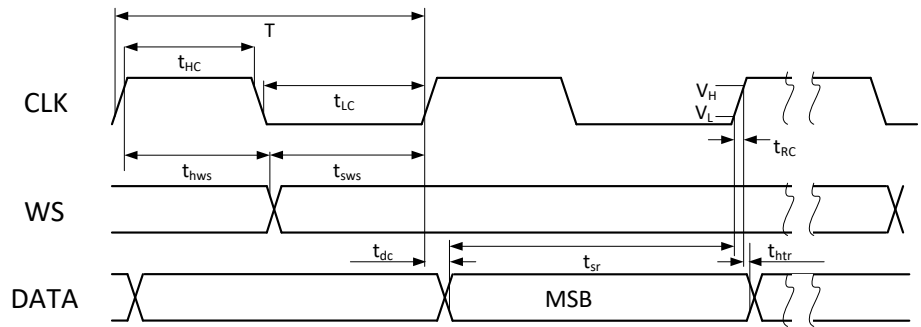 T
t_HC
t_LC
CLK
V_H
V_L
t_RC
t_hws
t_sws
WS
t_dc
t_sr
t_htr
DATA
MSB